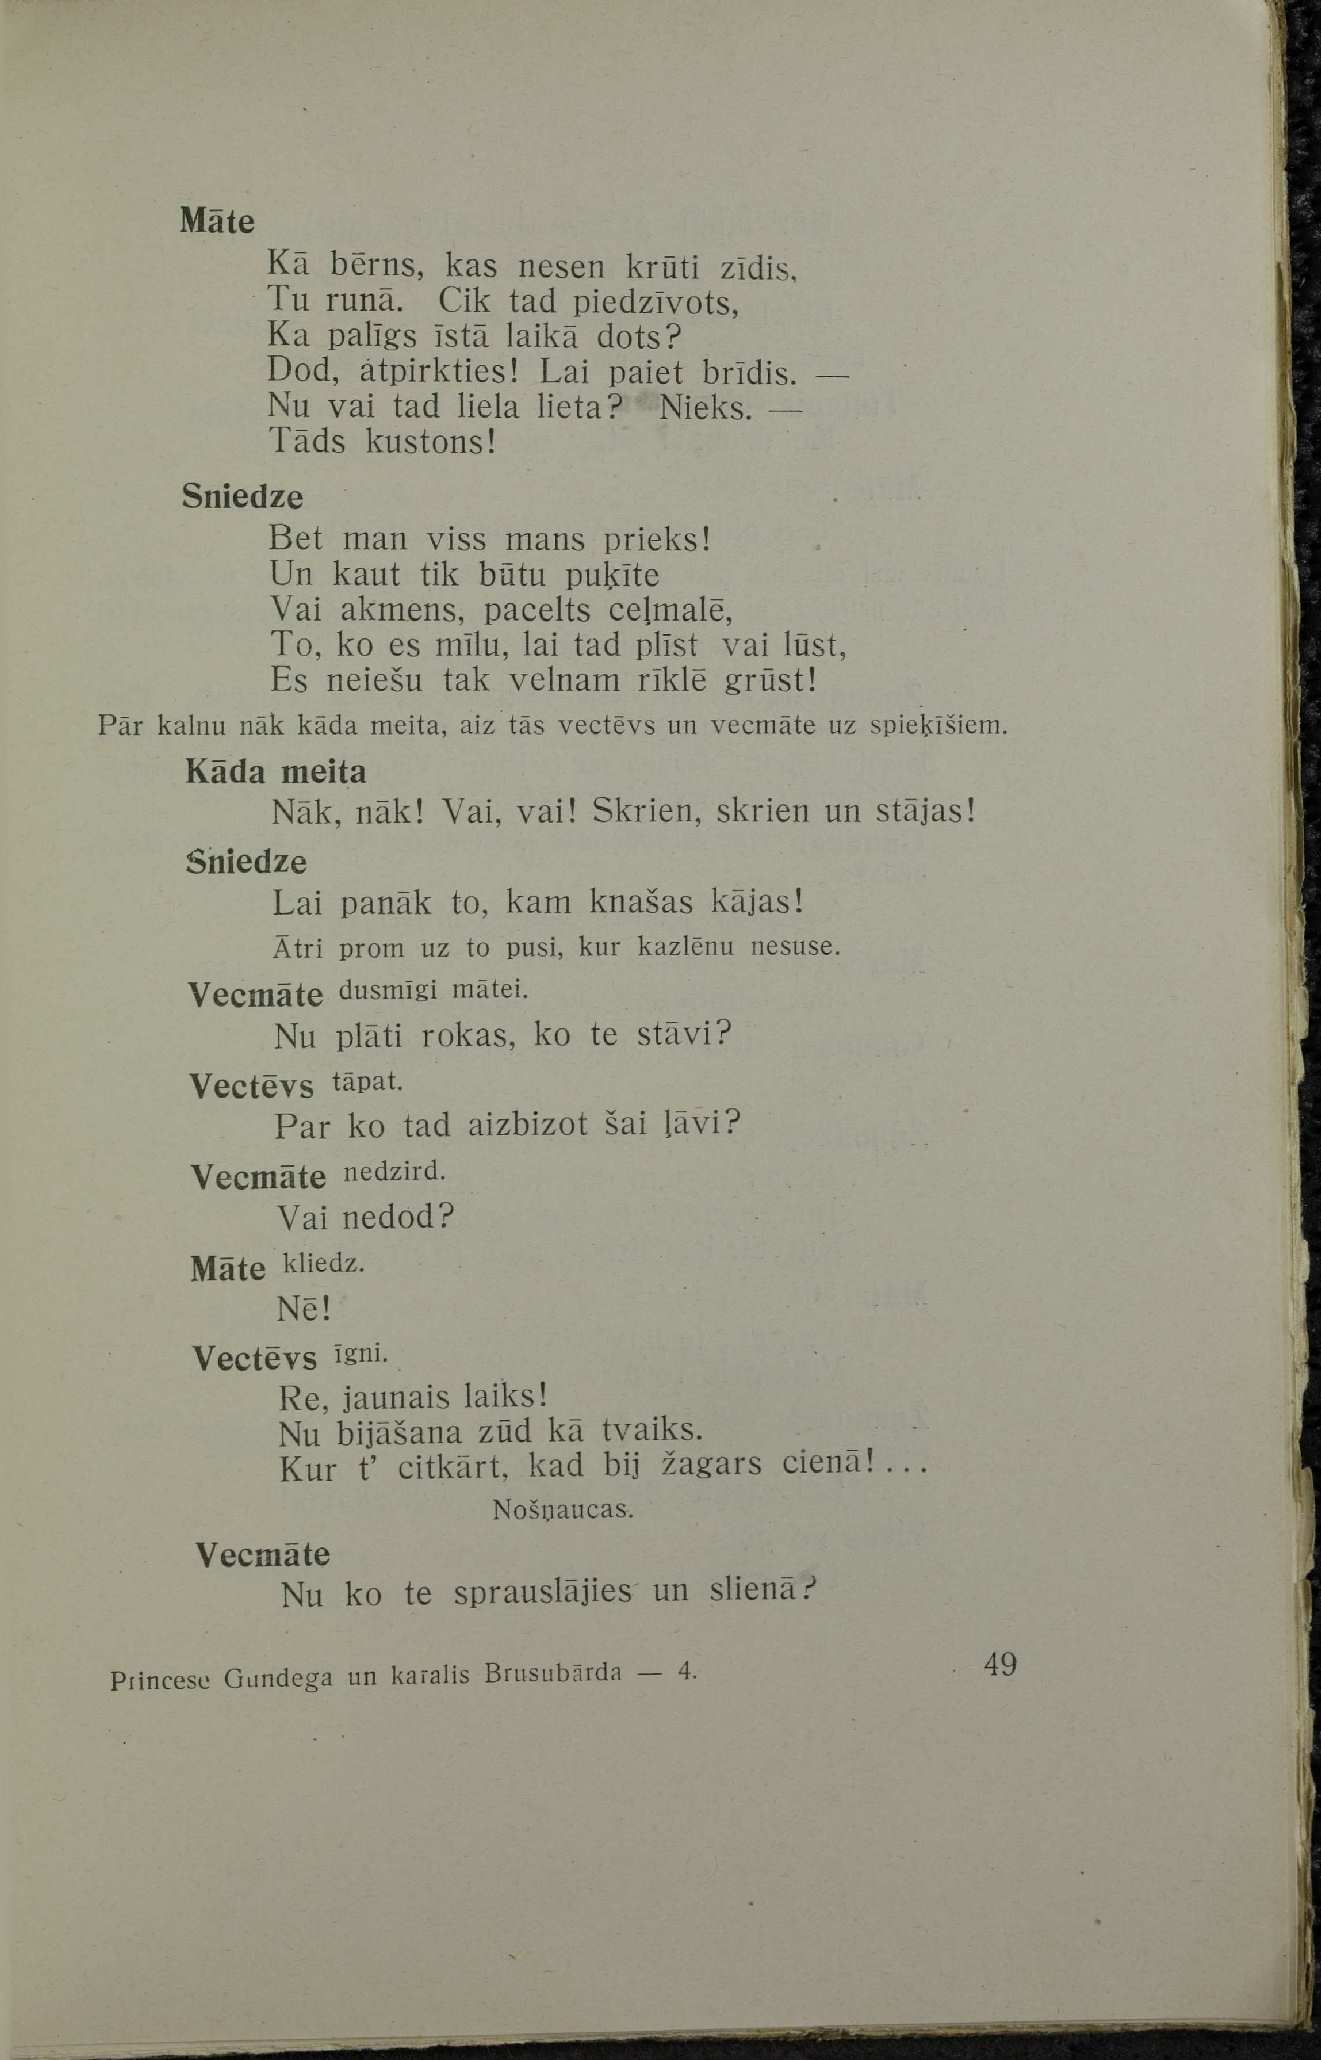 Māte
Kā bērns, kas nesen krūti zīdis,
Tu runā. Cik tad piedzīvots,
Ka palīgs īstā laikā dots?
Dod, atpirkties! Lai paiet brīdis. —
Nu vai tad liela lieta? Nieks. —
Tāds kustons!
Sniedze
Bet man viss mans prieks!
Un kaut tik būtu puķīte
Vai akmens, pacelts ceļmalē,
To, ko es mīlu, lai tad plīst vai lūst,
Es neiešu tak velnam rīklē grūst!
Pār kalnu nāk kāda meita, aiz tās vectēvs un vecmāte uz spieķīšiem.
Kāda meita
Nāk, nāk! Vai, vai! Skrien, skrien un stājas!
Sniedze
Lai panāk to, kam knašas kājas!
Ātri prom uz to pusi, kur kazlēnu nesuse.
Vecmāte dusmīgi mātei.
Nu plāti rokas, ko te stāvi?
Vectēvs tāpat.
Par ko tad aizbizot šai ļāvi?
Vecmāte nedzird.
Vai nedod?
Māte kliedz.
Nē!
Vectēvs īgni.
Re, jaunais laiks!
Nu bijāšana zūd kā tvaiks.
Kur t’ citkārt, kad bij žagars cienā!...
Nošņaucas.
Vecmāte
Nu ko te sprauslājies un slienā?
Princese Gundega un karalis Brusubārda — 4.
49